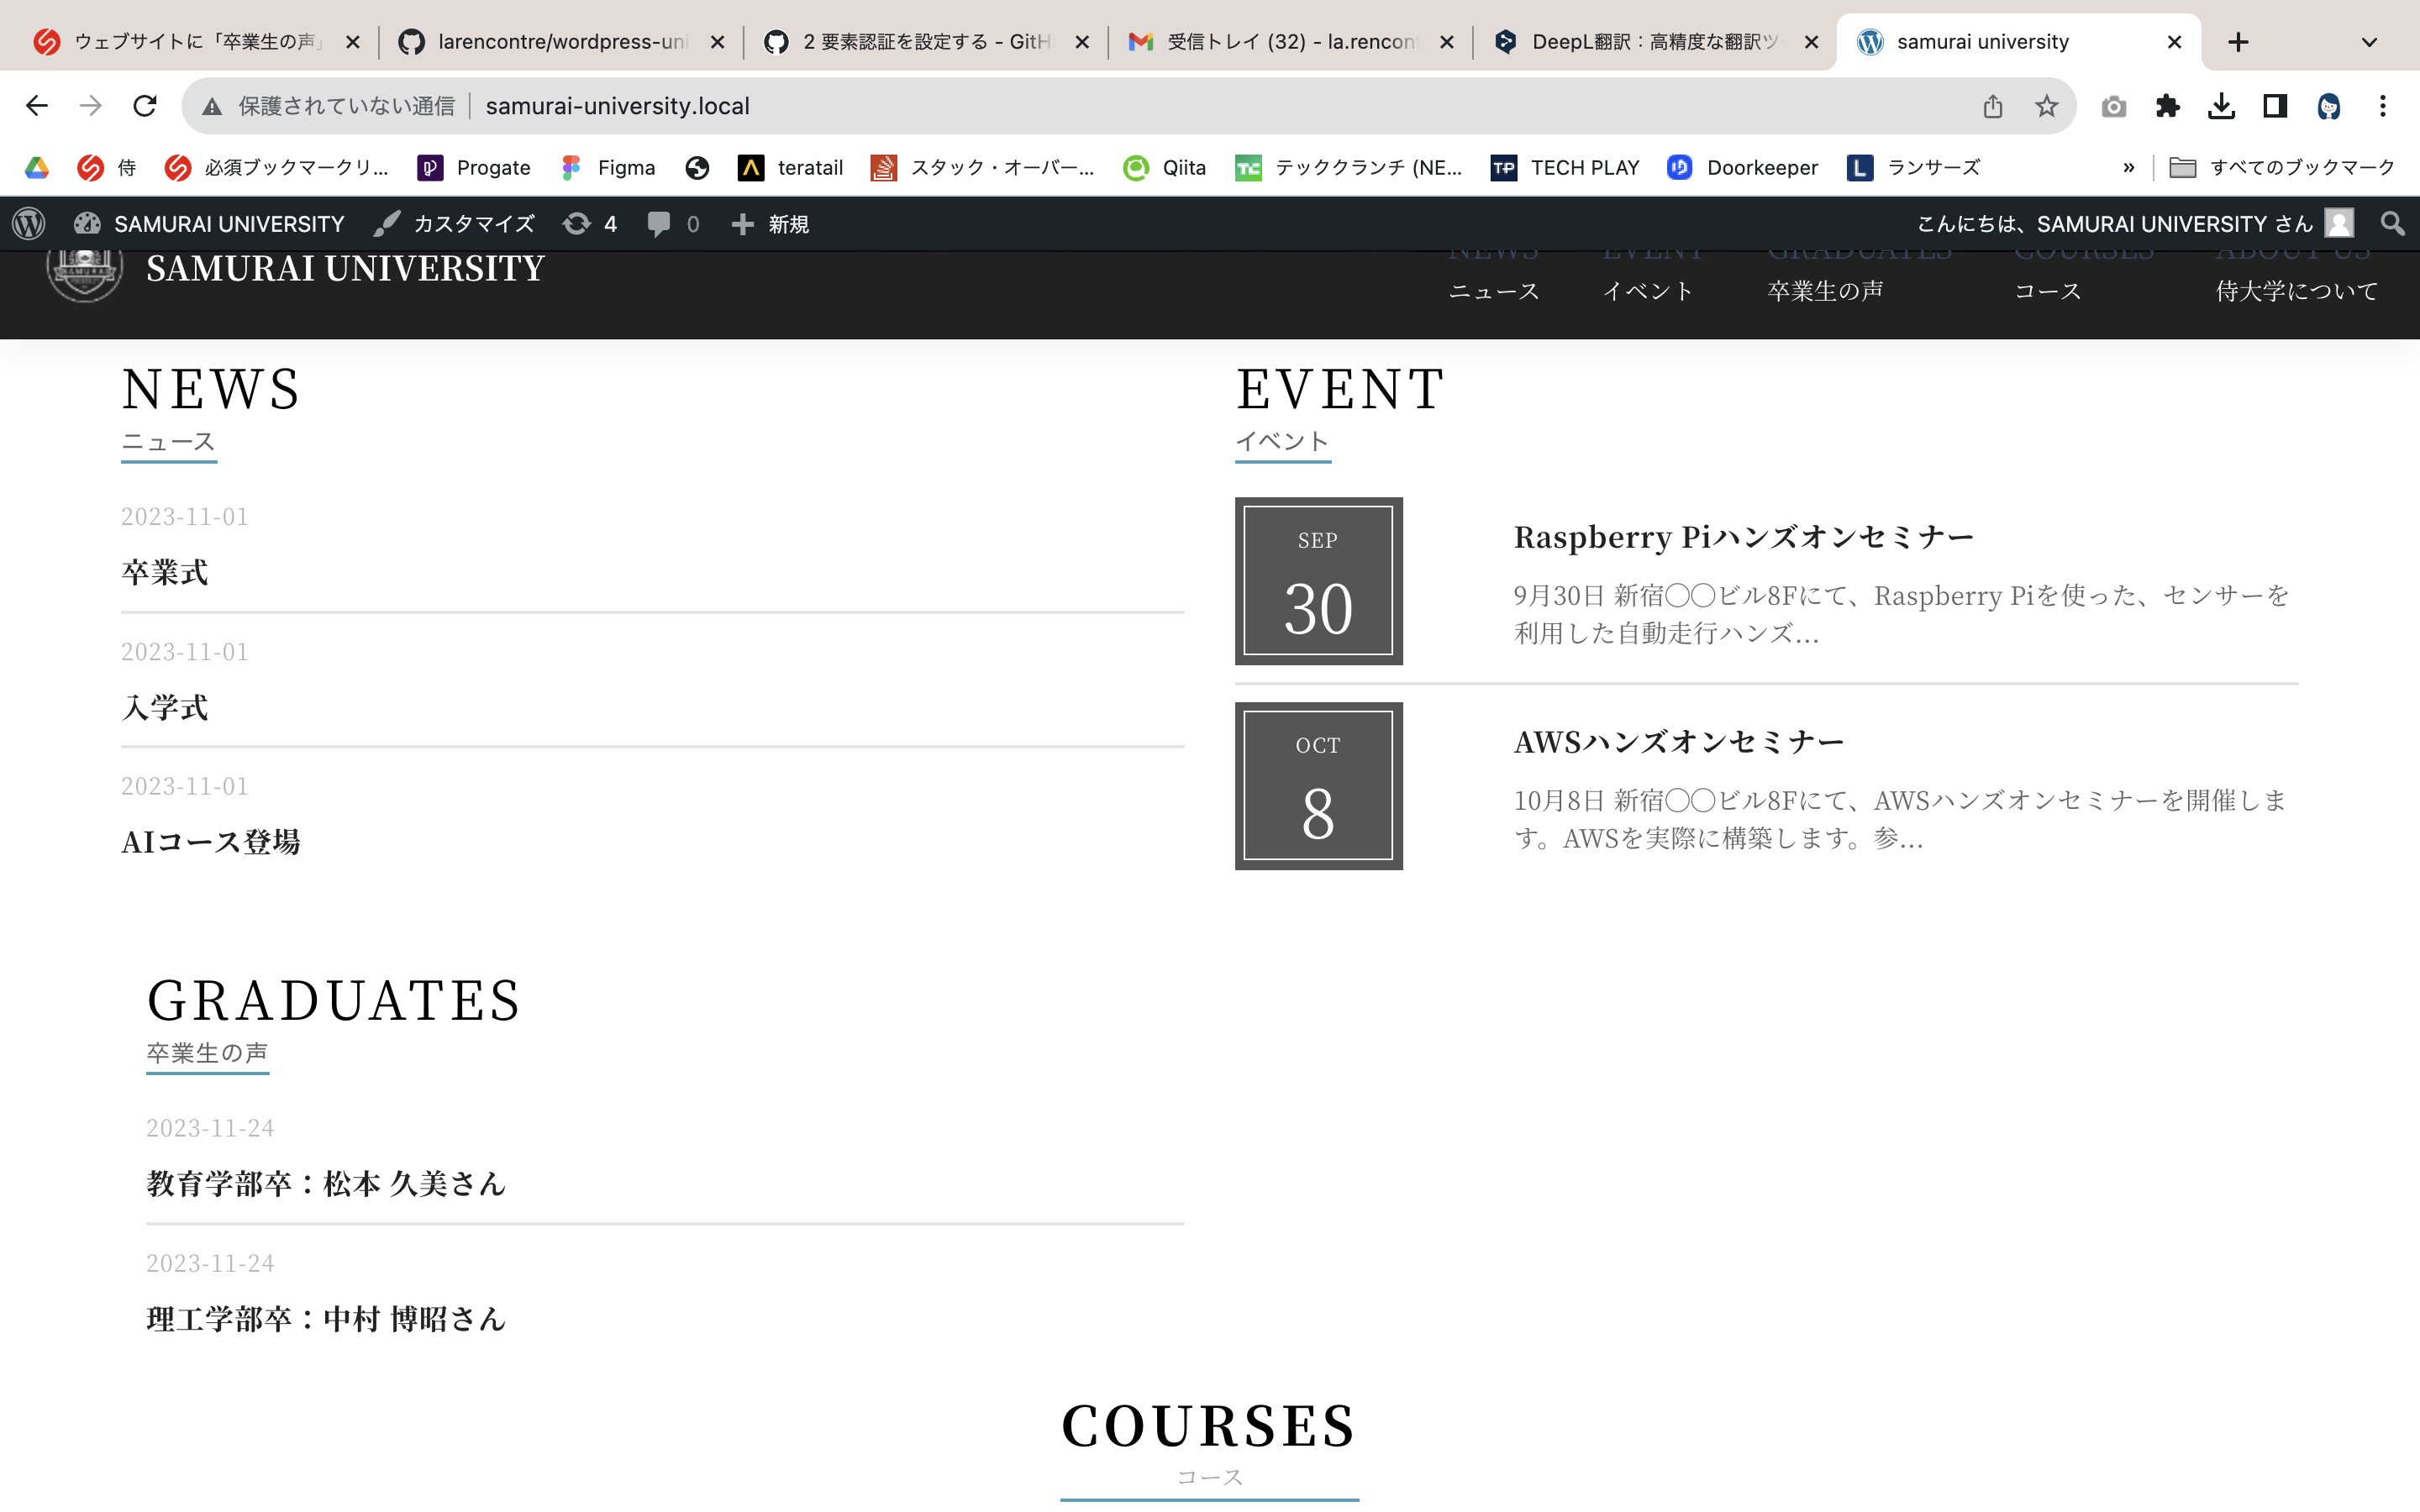 ウェブサイトに「卒業生の声」
larencontre/wordpress-uni
2 要素認証を設定する - GitH
受信トレイ (32) - la.rencont
DeepL翻訳：高精度な翻訳ツ
samurai university
保護されていない通信
samurai-university.local
侍
必須ブックマークリ...
Progate
Figma
teratail
スタック・オーバー...
Qiita
テッククランチ (NE...
TECH PLAY
Doorkeeper
ランサーズ
»
すべてのブックマーク
SAMURAI UNIVERSITY
カスタマイズ
4
0
新規
こんにちは、SAMURAI UNIVERSITY さん
SAMURAI UNIVERSITY
NEWS
ニュース
EVENT
イベント
GRADUATES
卒業生の声
COURSES
コース
ABOUT US
侍大学について
NEWS
ニュース
2023-11-01
卒業式
2023-11-01
入学式
2023-11-01
AIコース登場
EVENT
イベント
SEP
30
Raspberry Piハンズオンセミナー
9月30日 新宿◯◯ビル8Fにて、Raspberry Piを使った、センサーを
利用した自動走行ハンズ...
OCT
8
AWSハンズオンセミナー
10月8日 新宿◯◯ビル8Fにて、AWSハンズオンセミナーを開催しま
す。AWSを実際に構築します。参...
GRADUATES
卒業生の声
2023-11-24
教育学部卒：松本 久美さん
2023-11-24
理工学部卒：中村 博昭さん
COURSES
コース